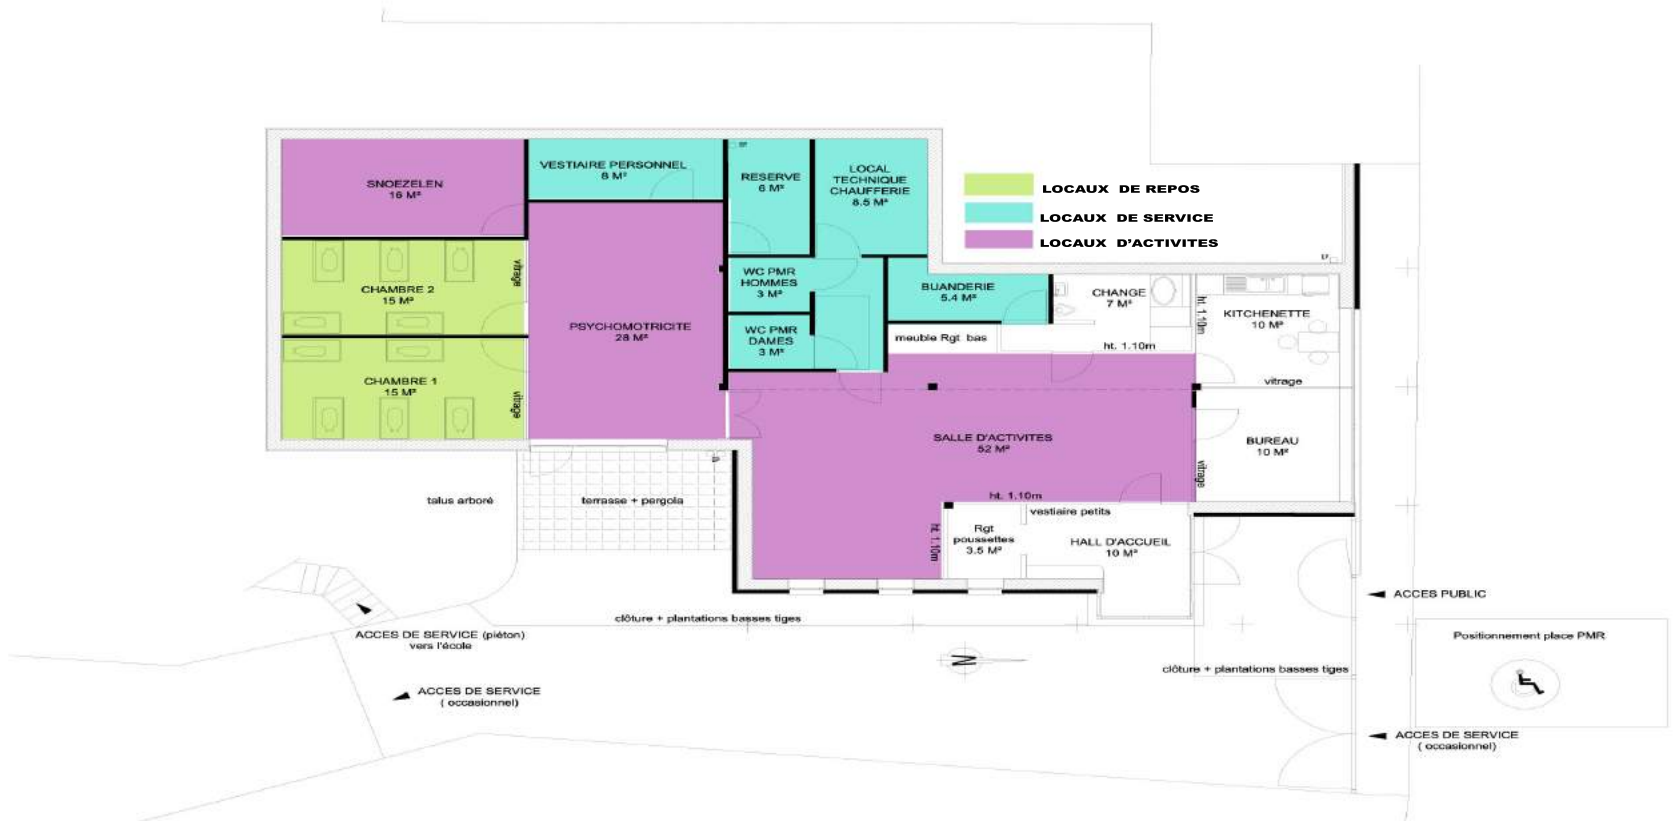 SNOEZELEN
16 M²
VESTIAIRE PERSONNEL
8 M²
RESERVE
6 M²
LOCAL
TECHNIQUE
CHAUFFERIE
8.5 M²
LOCAUX DE REPOS
LOCAUX DE SERVICE
LOCAUX D'ACTIVITES
CHAMBRE 2
15 M²
vitrage
PSYCHOMOTRICITE
28 M²
WC PMR
HOMMES
3 M²
WC PMR
DAMES
3 M²
BUANDERIE
5.4 M²
CHANGE
7 M²
ht. 1.10m
KITCHENETTE
10 M²
meuble Rgt bas
ht. 1.10m
vitrage
CHAMBRE 1
15 M²
vitrage
SALLE D'ACTIVITES
52 M²
BUREAU
10 M²
vitrage
talus arboré
terrasse + pergola
ht. 1.10m
vestiaire petits
ht. 1.10m
Rgt
poussettes
3.5 M²
HALL D'ACCUEIL
10 M²
ACCES PUBLIC
clôture + plantations basses tiges
ACCES DE SERVICE (piéton)
vers l'école
N
Positionnement place PMR
clôture + plantations basses tiges
ACCES DE SERVICE
( occasionnel)
ACCES DE SERVICE
( occasionnel)